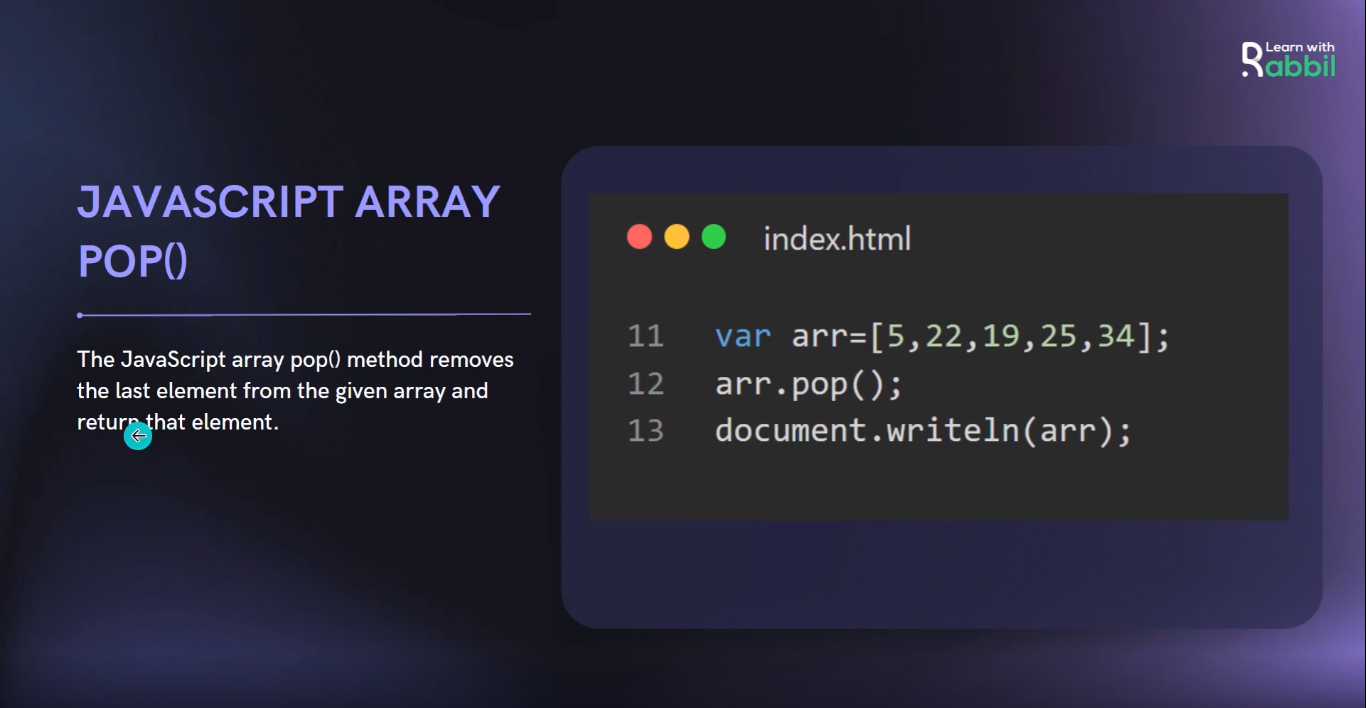 Learn with
Rabbil
JAVASCRIPT ARRAY
POP()
The JavaScript array pop() method removes
the last element from the given array and
return that element.
index.html
11 var arr=[5,22,19,25,34];
12 arr.pop();
13 document.writeln(arr);